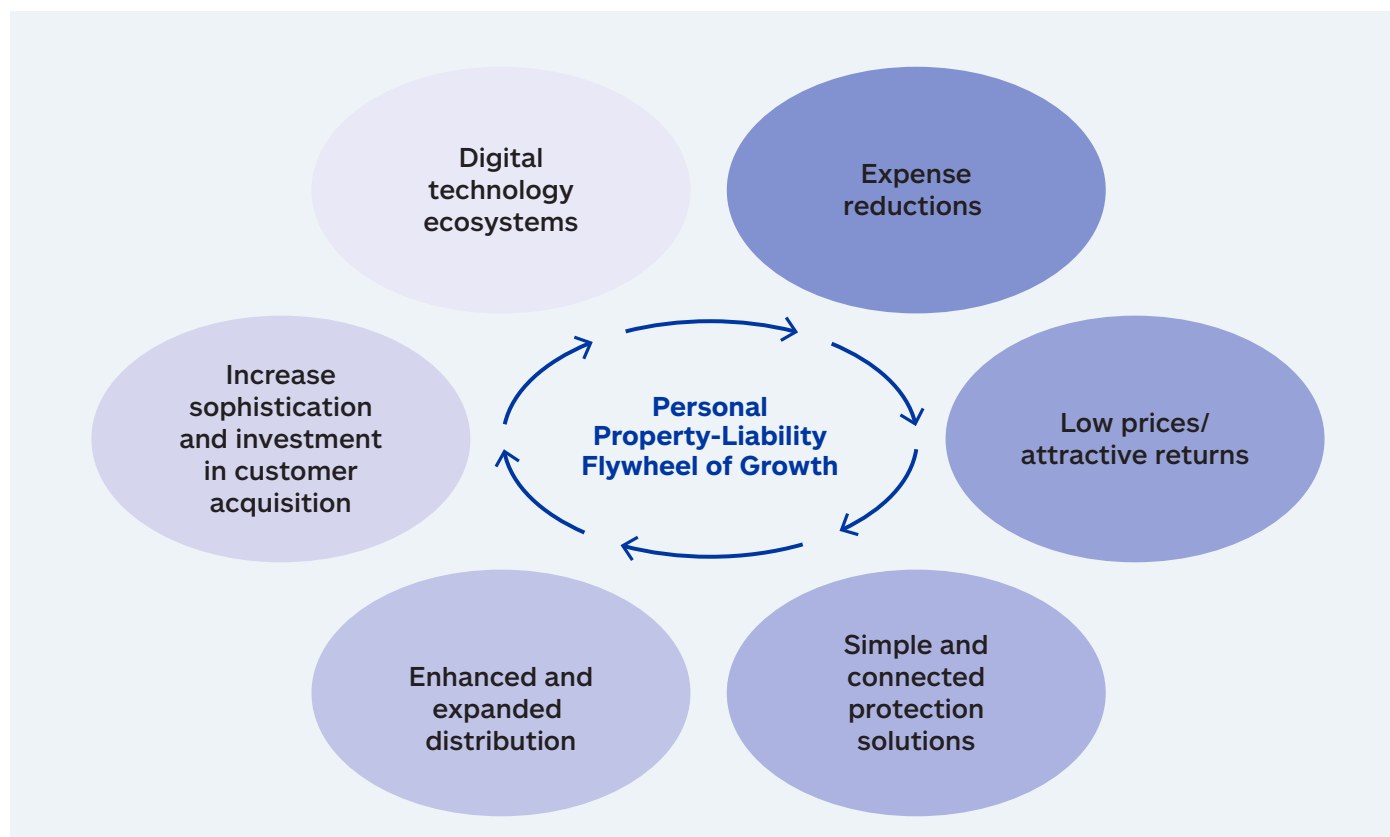 Digital
technology
ecosystems
Expense
reductions
Increase
sophistication
and investment
in customer
acquisition
Personal
Property-Liability
Flywheel of Growth
Low prices/
attractive returns
Enhanced and
expanded
distribution
Simple and
connected
protection
solutions